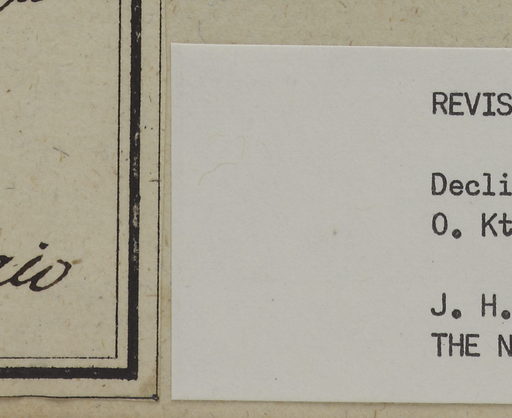 REVIS
Decli
O. Kt
J. H.
THE N
aio